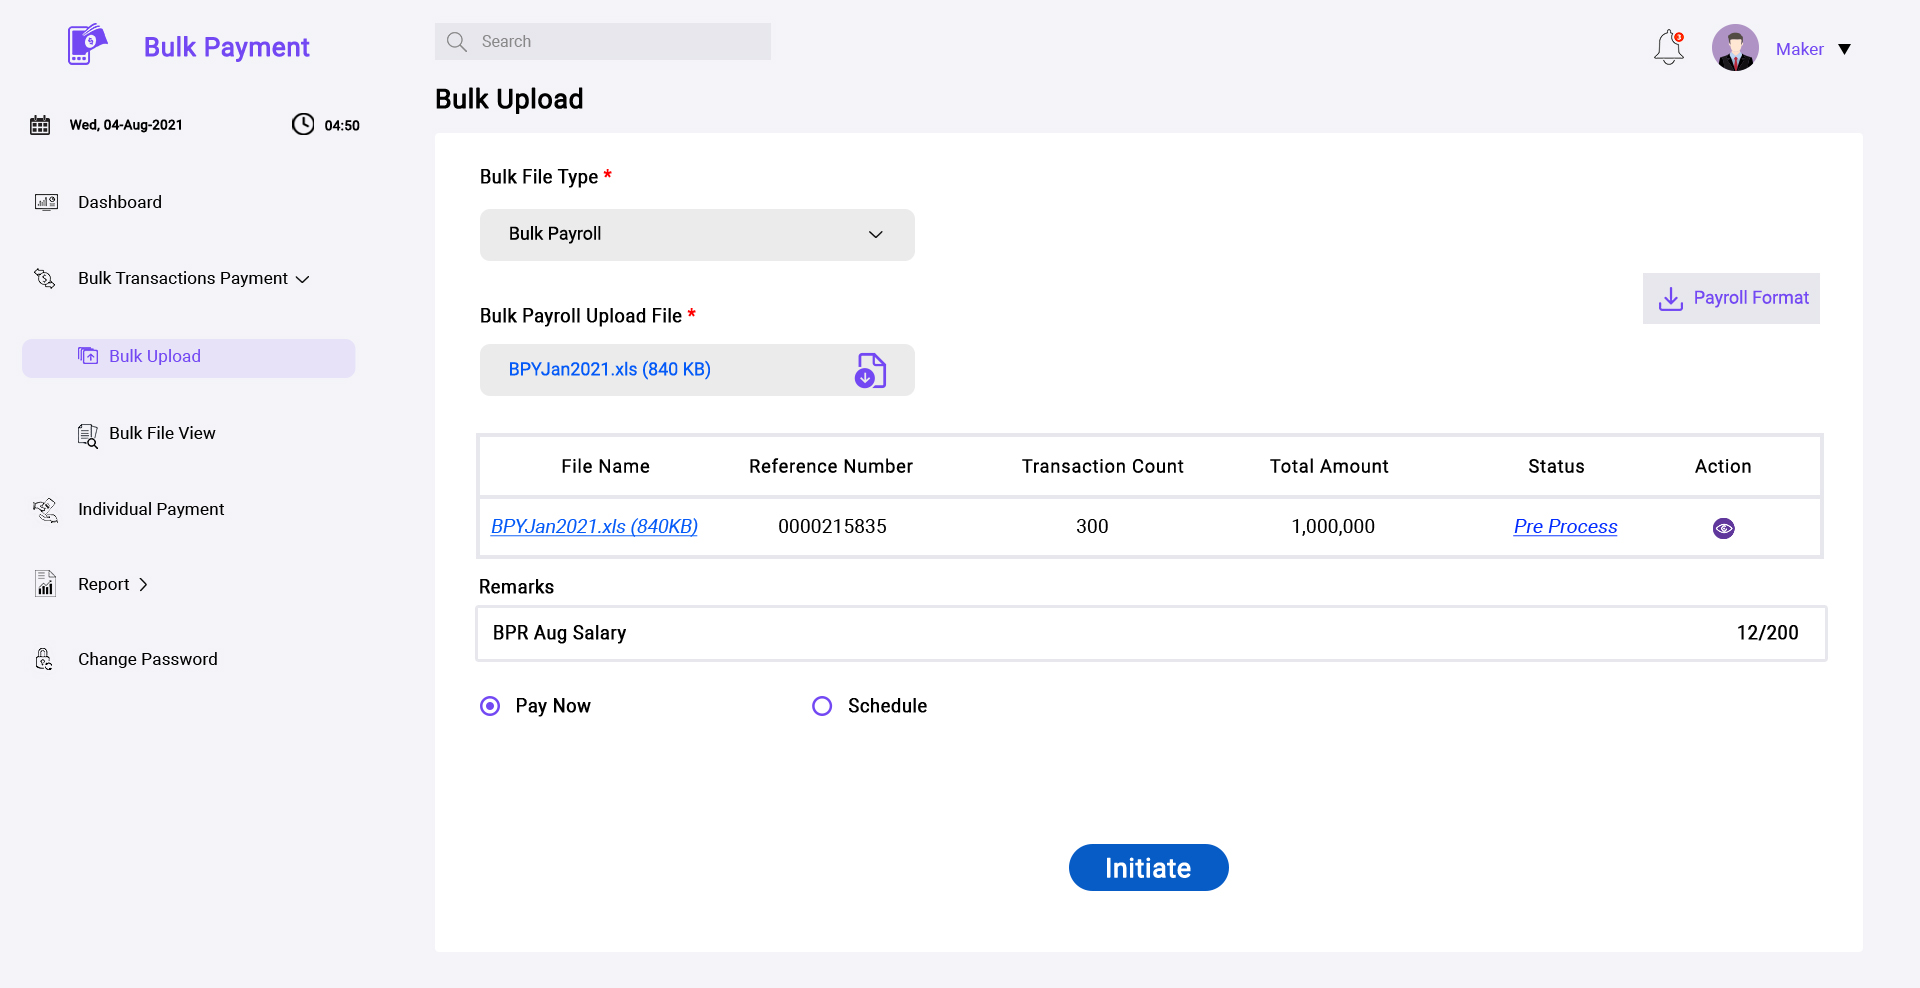 Bulk Payment
Search
3
Maker
Bulk Upload
Wed, 04-Aug-2021
04:50
Dashboard
Bulk Transactions Payment
Bulk Upload
Bulk File View
Individual Payment
Report
Change Password
Bulk File Type *
Bulk Payroll
Payroll Format
Bulk Payroll Upload File *
BPYJan2021.xls (840 KB)
File Name Reference Number Transaction Count Total Amount Status Action
BPYJan2021.xls (840KB) 0000215835 300 1,000,000 Pre Process
Remarks
BPR Aug Salary 12/200
Pay Now Schedule
Initiate